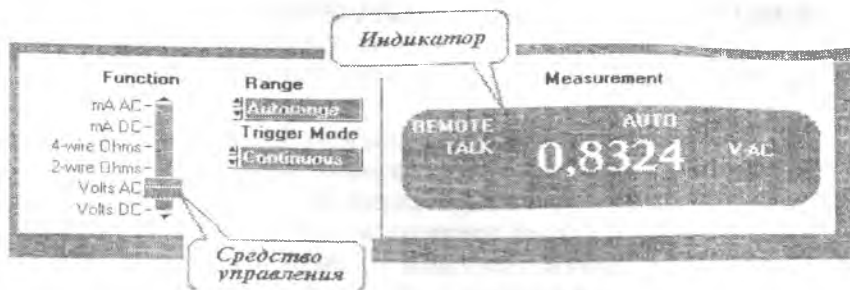 Индикатор
Function
mA AC
mA DC
4-wire Ohms
2-wire Ohms
Volts AC
Volts DC
Range
Autorange
Trigger Mode
Continuous
Measurement
REMOTE
AUTO
TALK
0,8324
V AC
Средство
управления